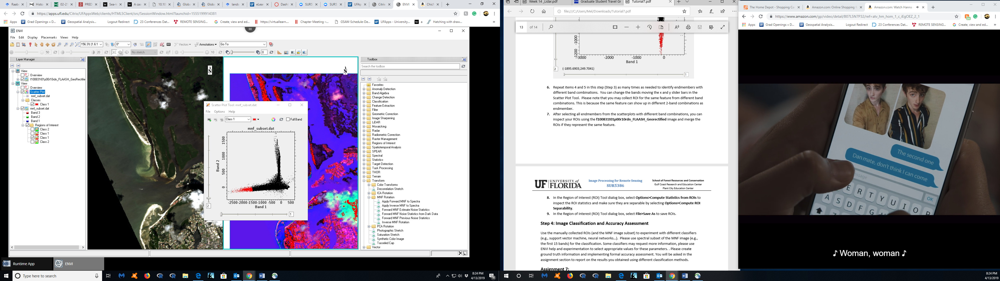 https://apps.ufl.edu/Citrix/UFAppsWeb/clients/HTML5Client/src/SessionWindow.html?launchid=1555199914381
Apps
Grad Openings » D...
Geospatial Analysis...
Logout Redirect
23 Conferences Dat...
REMOTE SENSING...
Create, view and ed...
https://virtuallearn...
Chapter Meeting -...
GSAW-Schedule-De...
UFApps - University...
Hatching with draw...
ENVI
File Edit Display Placemarks Views Help
156.3% (1.6:1
0°
Vectors
Annotations
Go To
50
20
No stretch
10
0
Layer Manager
View
Overview
f100831t01p00r10rdn_FLAASH_GeoRectifie
View
Overview
Scatter Plot
mnf_subset.dat
Classes
Class 1
mnf_subset.dat
Band 3
Band 2
Band 1
Regions of Interest
Class 2
Class 1
Class 1
Class 2
N
N
Scatter Plot Tool: mnf_subset.dat
File Options Help
Class 1
Full Band
mnf_subset.dat
Band 2
1500
1000
500
0
-2500 -2000 -1500 -1000 -500 0 500
Band 1
2
1
Toolbox
Search the toolbox
Favorites
Anomaly Detection
Band Algebra
Change Detection
Classification
Feature Extraction
Filter
Geometric Correction
Image Sharpening
LiDAR
Mosaicking
Radar
Radiometric Correction
Raster Management
Regions of Interest
Spatiotemporal Analysis
SPEAR
Spectral
Statistics
Target Detection
Task Processing
THOR
Terrain
Transform
Color Transforms
Decorrelation Stretch
ICA Rotation
MNF Rotation
Apply Forward MNF to Spectra
Apply Inverse MNF to Spectra
Forward MNF Estimate Noise Statistics
Forward MNF Noise Statistics from Dark Data
Forward MNF Previous Noise Statistics
Inverse MNF Rotation
PCA Rotation
Photographic Stretch
Saturation Stretch
Synthetic Color Image
Tasseled Cap
Vector
Runtime App
ENVI
Type here to search
8:24 PM
4/13/2019
Week 14 _Lidar.pdf
Graduate Student Travel Gr
Tutorial7.pdf
file:///C:/Users/Mel/Downloads/Tutorial7.pdf
13 of 14
-1000
-1200
-3000 -2000 -1000 0
Band 1
2
(-1895.6903,249.7041)
1
6. Repeat items 4 and 5 in this step (Step 3) as many times as needed to identify endmembers with
different band combinations. You can change the bands moving the x and y slider bars in the
Scatter Plot Tool. Please note that you may collect ROI for the same feature from different band
combinations. This is because the same feature can show up in different 2-band combinations as
endmember.
7. After selecting all endmembers from the scatterplots with different band combinations, you can
inspect your ROIs using the f100831t01p00r10rdn_FLAASH_Georectified image and merge the
ROIs if they represent the same feature.
UF UNIVERSITY of FLORIDA
Image Processing for Remote Sensing
SUR5386
School of Forest Resources and Conservation
Gulf Coast Research and Education Center
Plant City Education Center
8. In the Region of Interest (ROI) Tool dialog box, select Options>Compute Statistics from ROIs to
inspect the ROI statistics and make sure they are separable by selecting Options>Compute ROI
Separability.
9. In the Region of Interest (ROI) Tool dialog box, select File>Save As to save ROIs.
Step 4: Image Classification and Accuracy Assessment
Use the manually collected ROIs (and the MNF image subset) to experiment with different classifiers
(e.g., support vector machine, neural networks...). Please use spectral subset of the MNF image (e.g.,
the first 15 bands) for the classification. Some classifiers may request more information, please use
ENVI help and experimentation to select appropriate values for these parameters. . Please create
ground truth information and implementing formal accuracy assessment. You will be asked in the
assignment section to report on the results you obtained using different classification methods.
Assignment 7:
The Home Depot - Shopping Ca
Amazon.com: Online Shopping f
Amazon.com: Watch Hanna
https://www.amazon.com/gp/video/detail/B07L5N7P32/ref=atv_hm_hom_1_c_iEgOEZ_2_1
Apps
Grad Openings » D...
Geospatial Analysis...
Logout Redirect
23 Conferences Dat...
REMOTE SENSING...
Create, view and ed...
The second one
Dan mate, don't think I can come
OK
E R T Y U I O P
A S D F G H
♪ Woman, woman ♪
8:24 PM
4/13/2019